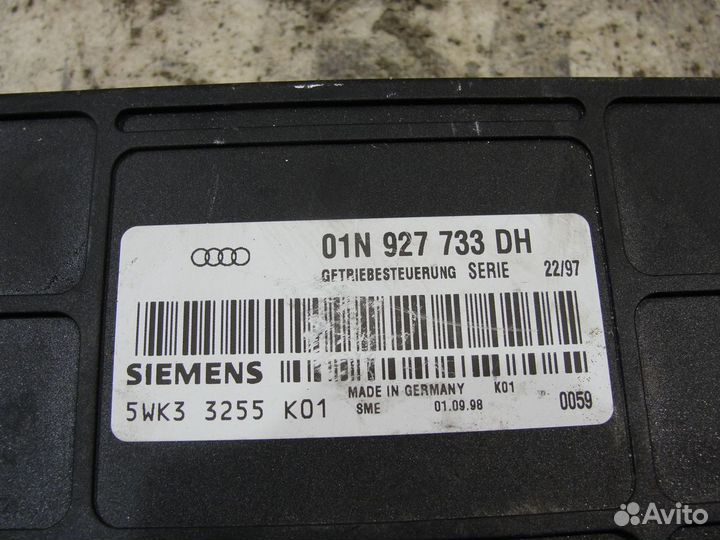 01N 927 733 DH
GETRIEBESTEUERUNG SERIE 22/97
SIEMENS
MADE IN GERMANY K01
5WK3 3255 K01 SME 01.09.98 0059
Avito